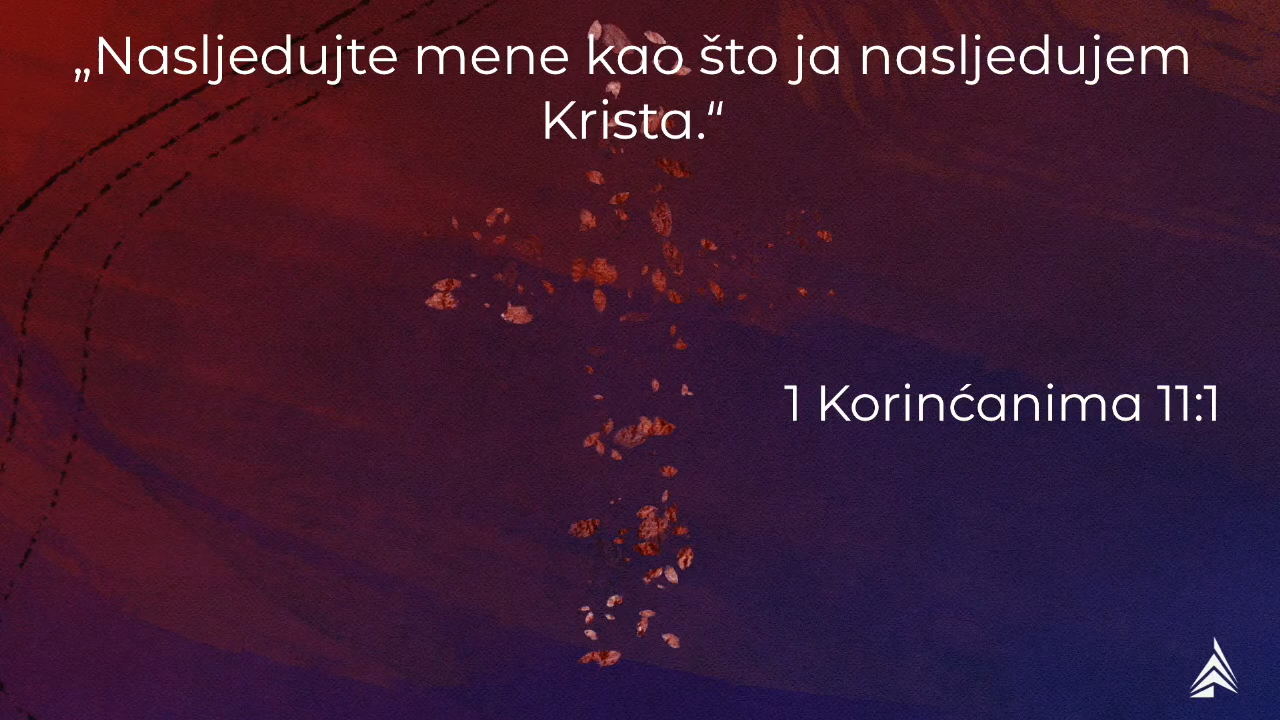 „Nasljedujte mene kao što ja nasljedujem
Krista.“
1 Korinćanima 11:1